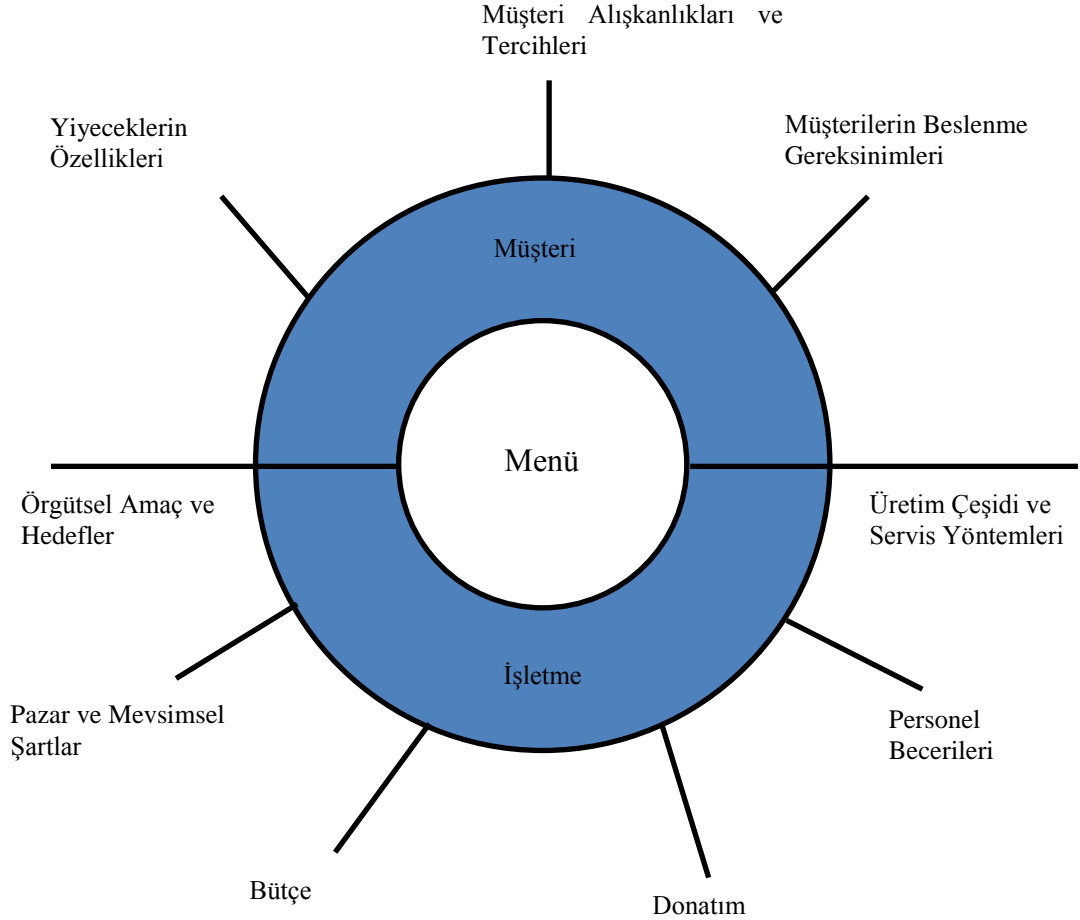 Müşteri Alışkanlıkları ve
Tercihleri
Yiyeceklerin
Özellikleri
Müşterilerin Beslenme
Gereksinimleri
Müşteri
Menü
Örgütsel Amaç ve
Hedefler
Üretim Çeşidi ve
Servis Yöntemleri
İşletme
Pazar ve Mevsimsel
Şartlar
Personel
Becerileri
Bütçe
Donatım